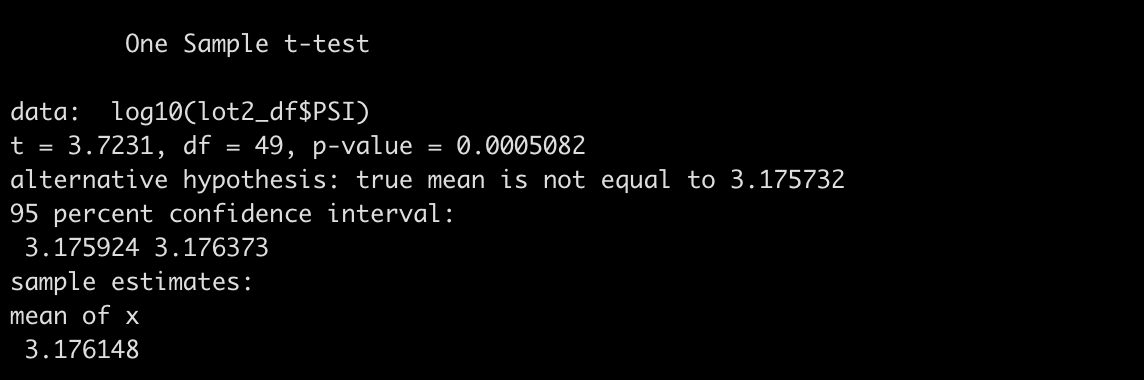 One Sample t-test
data:  log10(lot2_df$PSI)
t = 3.7231, df = 49, p-value = 0.0005082
alternative hypothesis: true mean is not equal to 3.175732
95 percent confidence interval:
 3.175924 3.176373
sample estimates:
mean of x
 3.176148